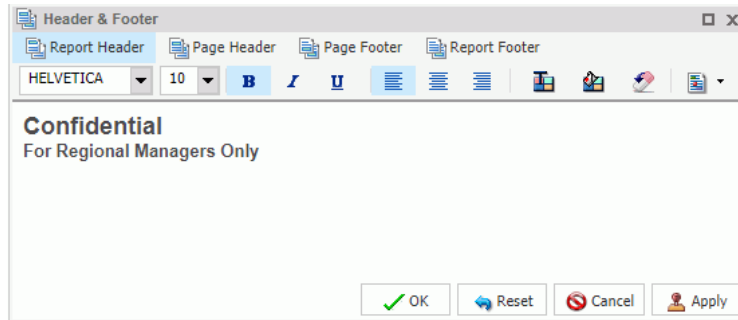 Header & Footer
Report Header Page Header Page Footer Report Footer
HELVETICA 10 B I U
Confidential
For Regional Managers Only
OK Reset Cancel Apply